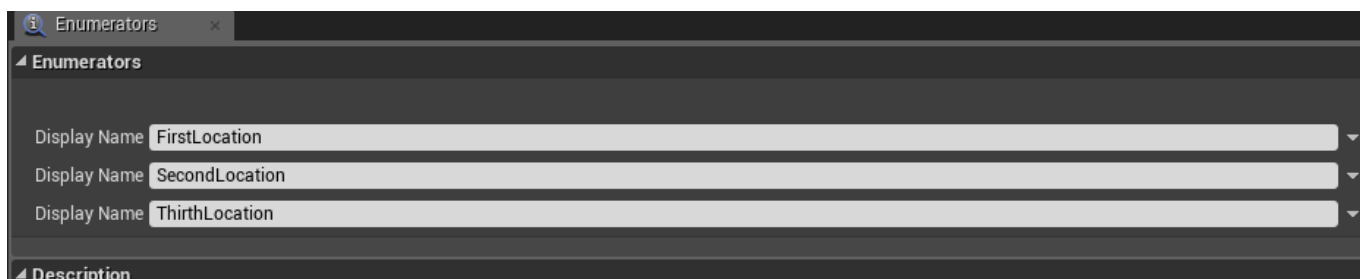 Enumerators
Enumerators
Display Name FirstLocation
Display Name SecondLocation
Display Name ThirthLocation
Description